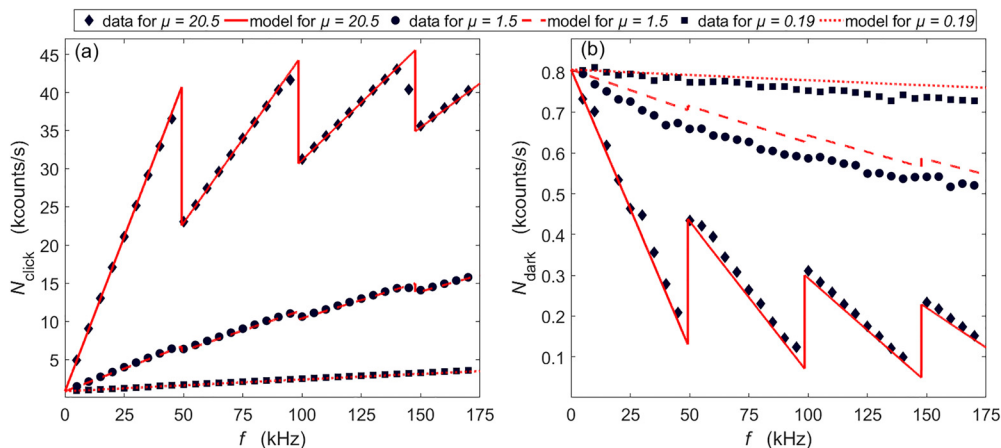 data for μ = 20.5 model for μ = 20.5 data for μ = 1.5 model for μ = 1.5 data for μ = 0.19 model for μ = 0.19
(a)
45
40
35
30
25
20
15
10
5
N_click (kcounts/s)
0 25 50 75 100 125 150 175
f (kHz)
(b)
0.8
0.7
0.6
0.5
0.4
0.3
0.2
0.1
N_dark (kcounts/s)
0 25 50 75 100 125 150 175
f (kHz)